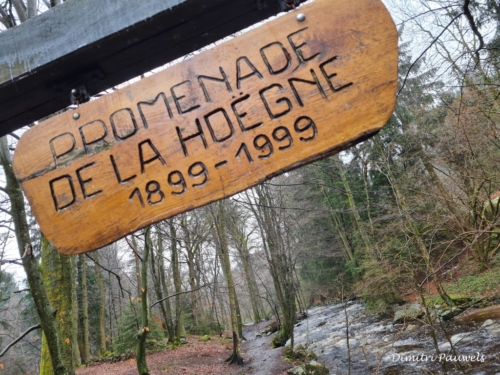 PROMENADE
DE LA HOËGNE
1899-1999
Dimitri Pauwels